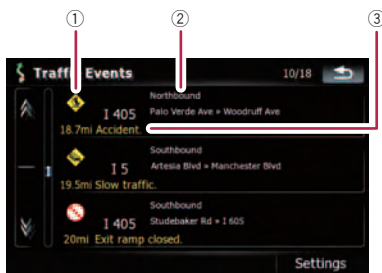 ① ② ③
Traffic Events 10/18
Northbound
I 405 Palo Verde Ave » Woodruff Ave
18.7mi Accident.
Southbound
I 5 Artesia Blvd » Manchester Blvd
19.5mi Slow traffic.
Southbound
I 405 Studebaker Rd » I 605
20mi Exit ramp closed.
Settings